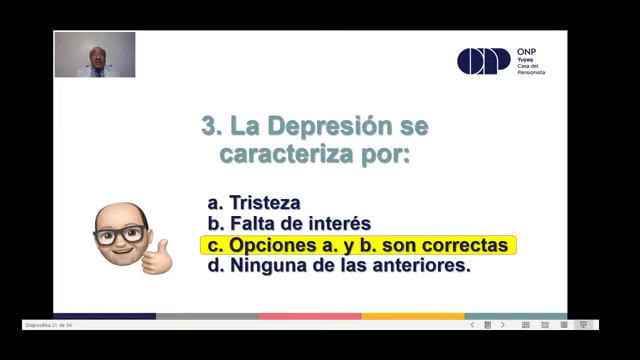 ONP
Yuyaq
Casa del
Pensionista
3. La Depresión se
caracteriza por:
a. Tristeza
b. Falta de interés
c. Opciones a. y b. son correctas
d. Ninguna de las anteriores.
Diapositiva 21 de 54